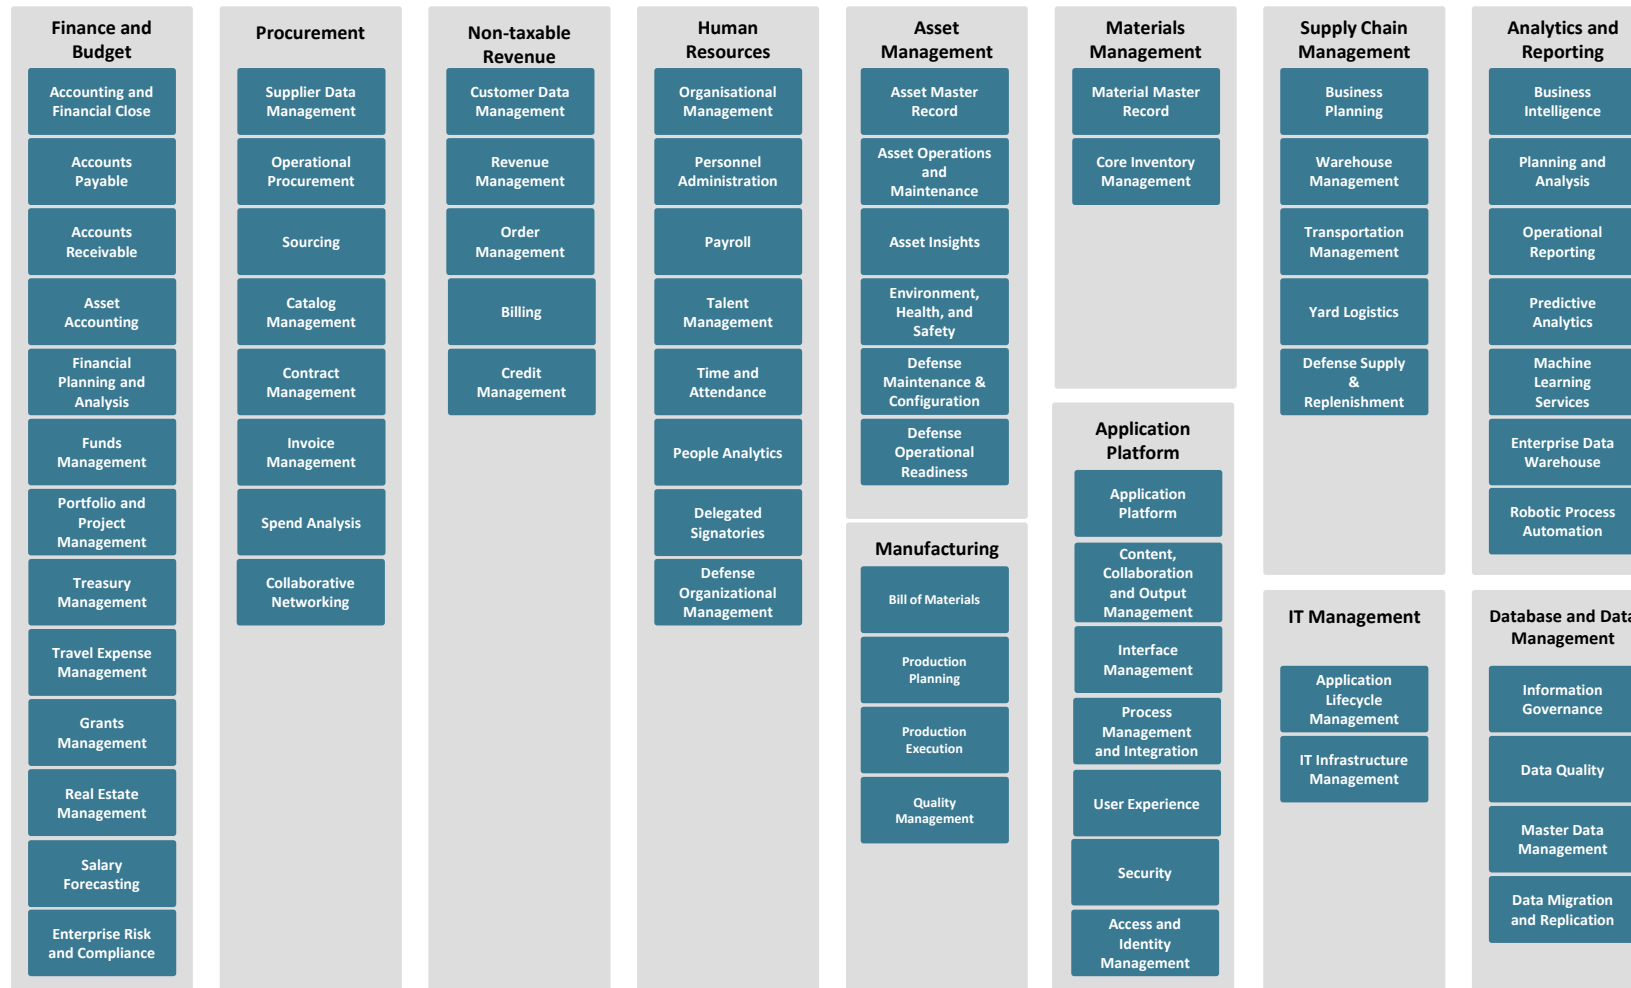 Finance and
Budget
Accounting and
Financial Close
Accounts
Payable
Accounts
Receivable
Asset
Accounting
Financial
Planning and
Analysis
Funds
Management
Portfolio and
Project
Management
Treasury
Management
Travel Expense
Management
Grants
Management
Real Estate
Management
Salary
Forecasting
Enterprise Risk
and Compliance
Procurement
Supplier Data
Management
Operational
Procurement
Sourcing
Catalog
Management
Contract
Management
Invoice
Management
Spend Analysis
Collaborative
Networking
Non-taxable
Revenue
Customer Data
Management
Revenue
Management
Order
Management
Billing
Credit
Management
Human
Resources
Organisational
Management
Personnel
Administration
Payroll
Talent
Management
Time and
Attendance
People Analytics
Delegated
Signatories
Defense
Organizational
Management
Asset
Management
Asset Master
Record
Asset Operations
and
Maintenance
Asset Insights
Environment,
Health, and
Safety
Defense
Maintenance &
Configuration
Defense
Operational
Readiness
Manufacturing
Bill of Materials
Production
Planning
Production
Execution
Quality
Management
Materials
Management
Material Master
Record
Core Inventory
Management
Application
Platform
Application
Platform
Content,
Collaboration
and Output
Management
Interface
Management
Process
Management
and Integration
User Experience
Security
Access and
Identity
Management
Supply Chain
Management
Business
Planning
Warehouse
Management
Transportation
Management
Yard Logistics
Defense Supply
&
Replenishment
IT Management
Application
Lifecycle
Management
IT Infrastructure
Management
Analytics and
Reporting
Business
Intelligence
Planning and
Analysis
Operational
Reporting
Predictive
Analytics
Machine
Learning
Services
Enterprise Data
Warehouse
Robotic Process
Automation
Database and Data
Management
Information
Governance
Data Quality
Master Data
Management
Data Migration
and Replication